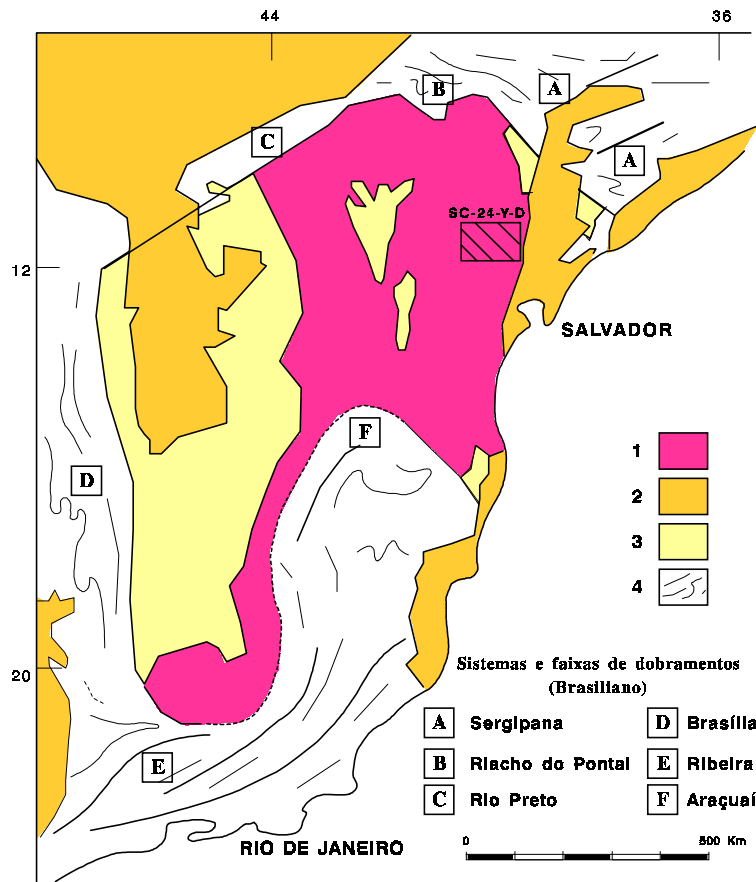 44 36
B A
C A
SC-24-Y-D
12
SALVADOR
F
1
D
2
3
4
20
Sistemas e faixas de dobramentos
(Brasiliano)
A Sergipana D Brasília
B Riacho do Pontal E Ribeira
C Rio Preto F Araçuaí
E
RIO DE JANEIRO
0 500 Km